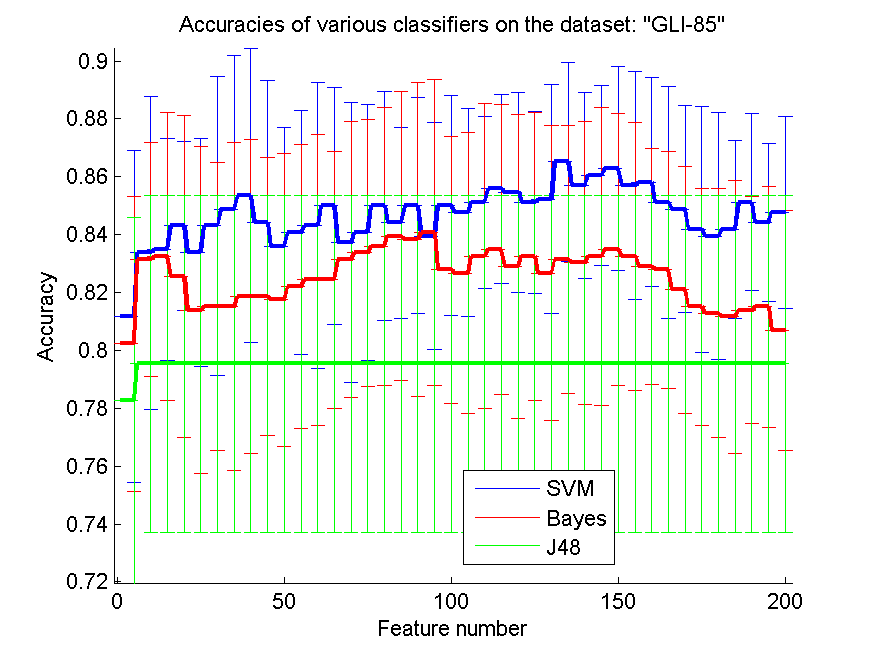 Accuracies of various classifiers on the dataset: "GLI-85"
0.9
0.88
0.86
0.84
0.82
0.8
0.78
0.76
0.74
0.72
Accuracy
SVM
Bayes
J48
0 50 100 150 200
Feature number